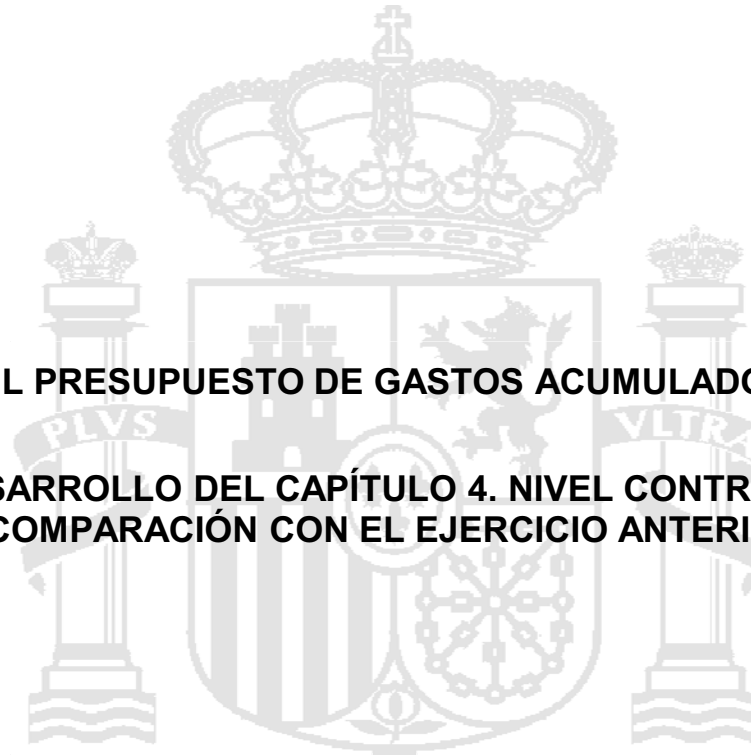 L PRESUPUESTO DE GASTOS ACUMULADO
PLVS
VLTRA
SARROLLO DEL CAPÍTULO 4. NIVEL CONTR
COMPARACIÓN CON EL EJERCICIO ANTERI